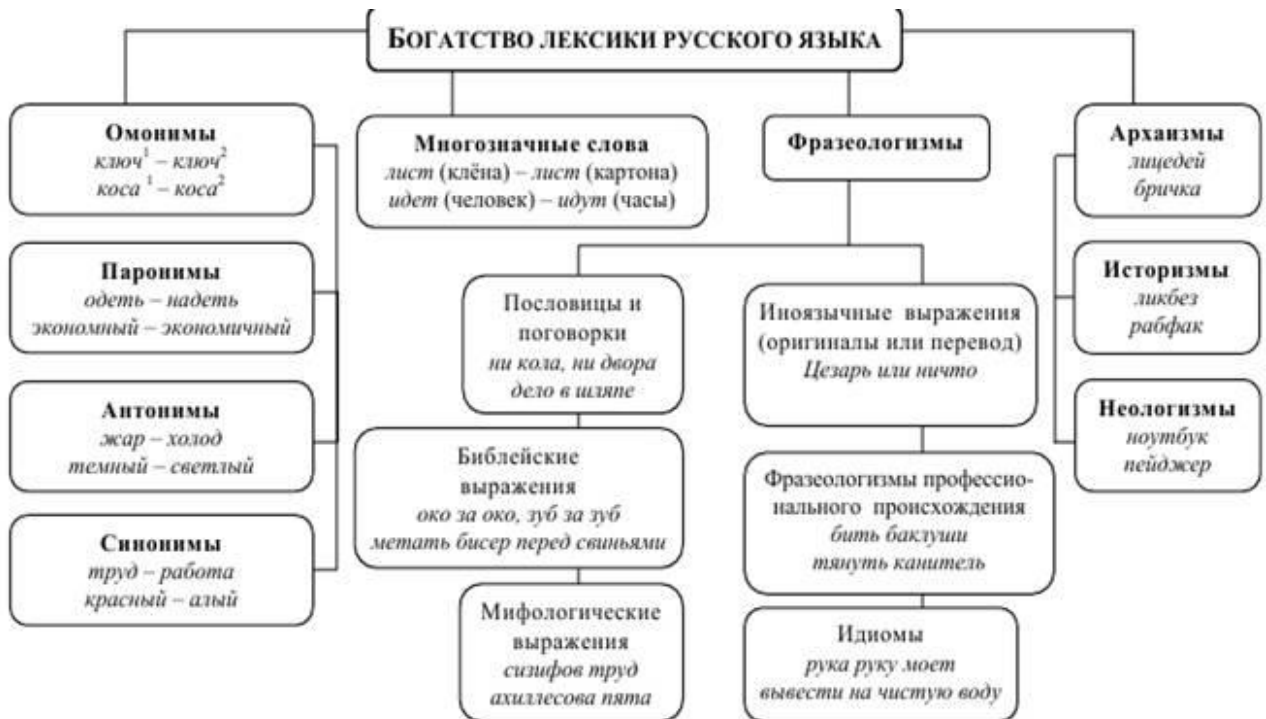 БОГАТСТВО ЛЕКСИКИ РУССКОГО ЯЗЫКА
Омонимы
ключ¹ – ключ²
коса ¹ – коса²
Паронимы
одеть – надеть
экономный – экономичный
Антонимы
жар – холод
темный – светлый
Синонимы
труд – работа
красный – алый
Многозначные слова
лист (клёна) – лист (картона)
идет (человек) – идут (часы)
Фразеологизмы
Пословицы и
поговорки
ни кола, ни двора
дело в шляпе
Библейские
выражения
око за око, зуб за зуб
метать бисер перед свиньями
Мифологические
выражения
сизифов труд
ахиллесова пята
Иноязычные выражения
(оригиналы или перевод)
Цезарь или ничто
Фразеологизмы профессио-
нального происхождения
бить баклуши
тянуть канитель
Идиомы
рука руку моет
вывести на чистую воду
Архаизмы
лицедей
бричка
Историзмы
ликбез
рабфак
Неологизмы
ноутбук
пейджер